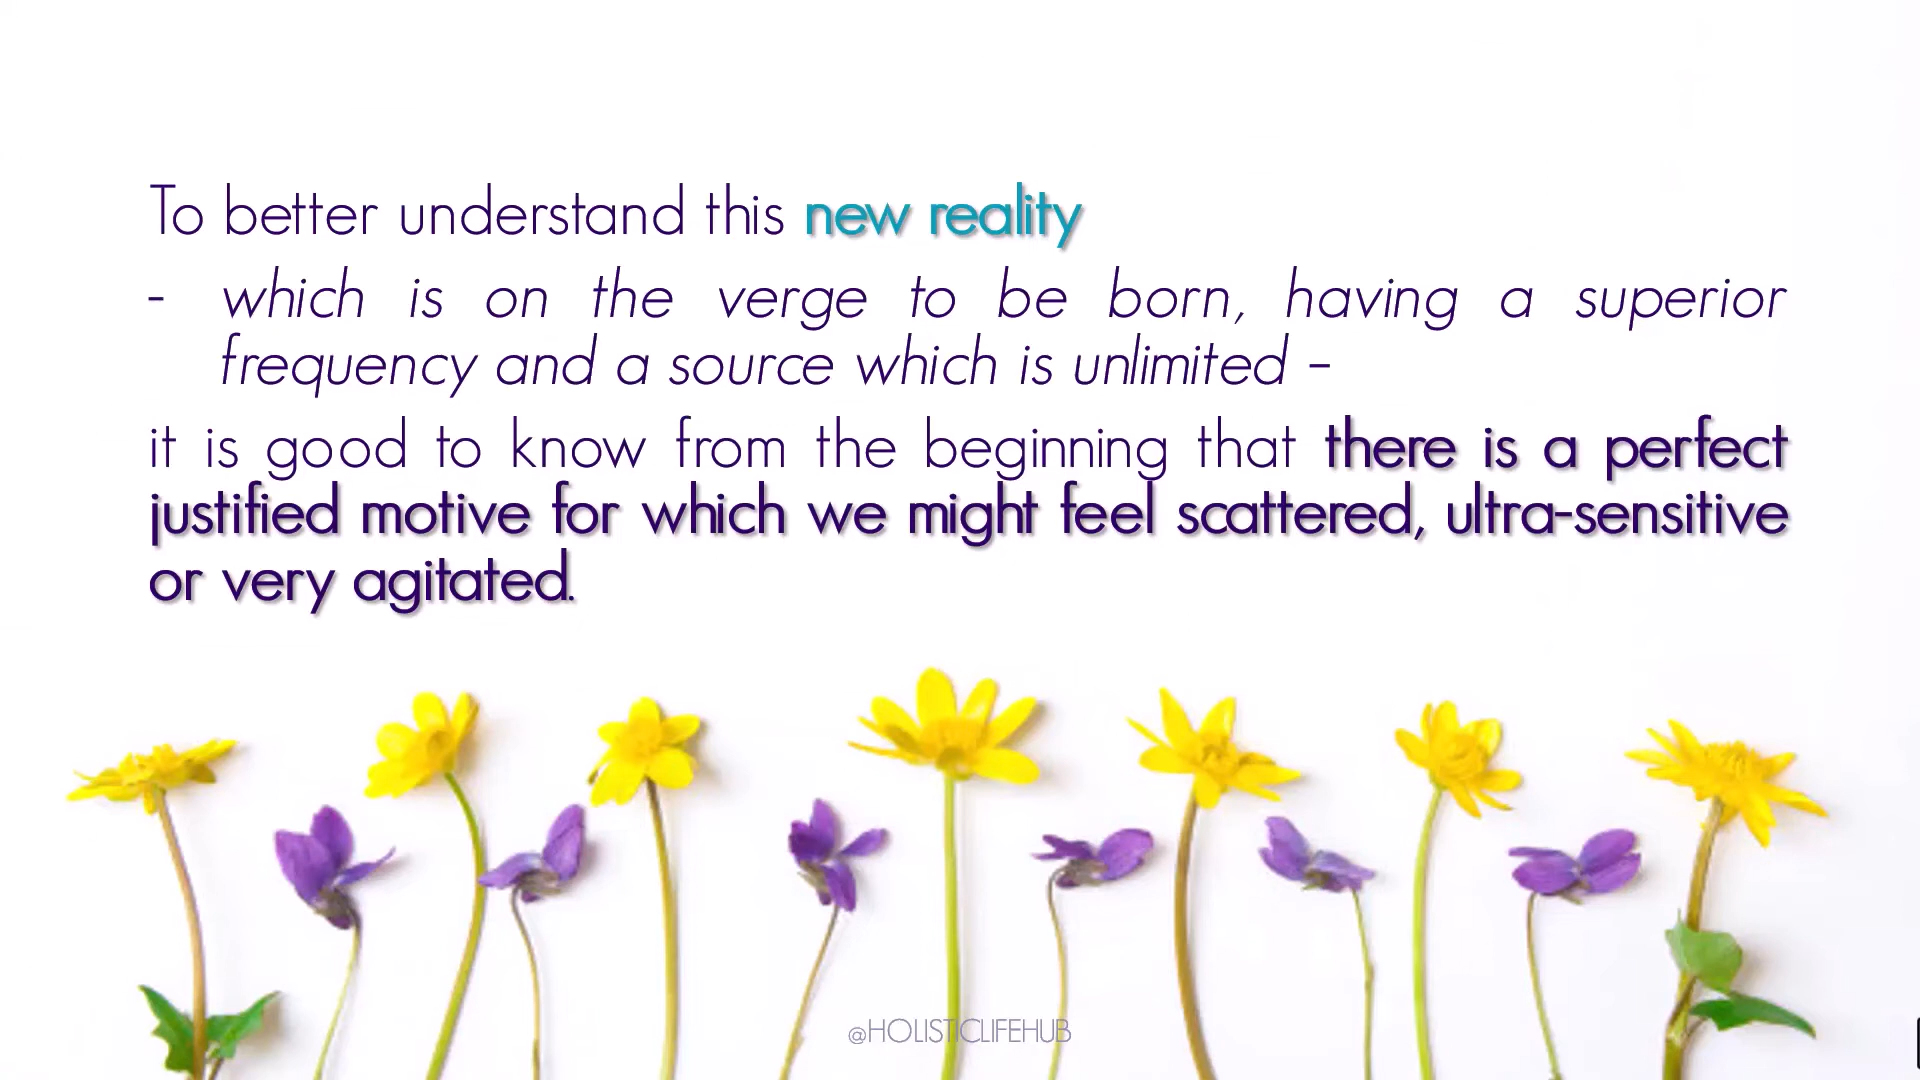 To better understand this new reality
- which is on the verge to be born, having a superior
frequency and a source which is unlimited –
it is good to know from the beginning that there is a perfect
justified motive for which we might feel scattered, ultra-sensitive
or very agitated.
@HOLISTICLIFEHUB